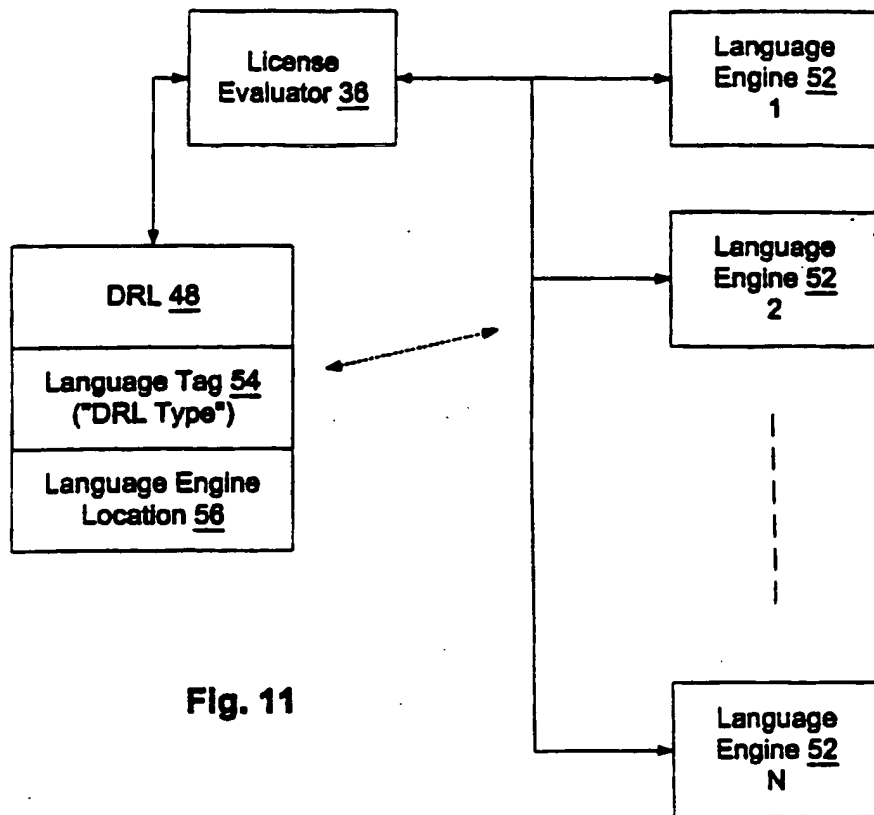 License
Evaluator 36
Language
Engine 52
1
DRL 48
Language Tag 54
("DRL Type")
Language Engine
Location 56
Language
Engine 52
2
Language
Engine 52
N
Fig. 11